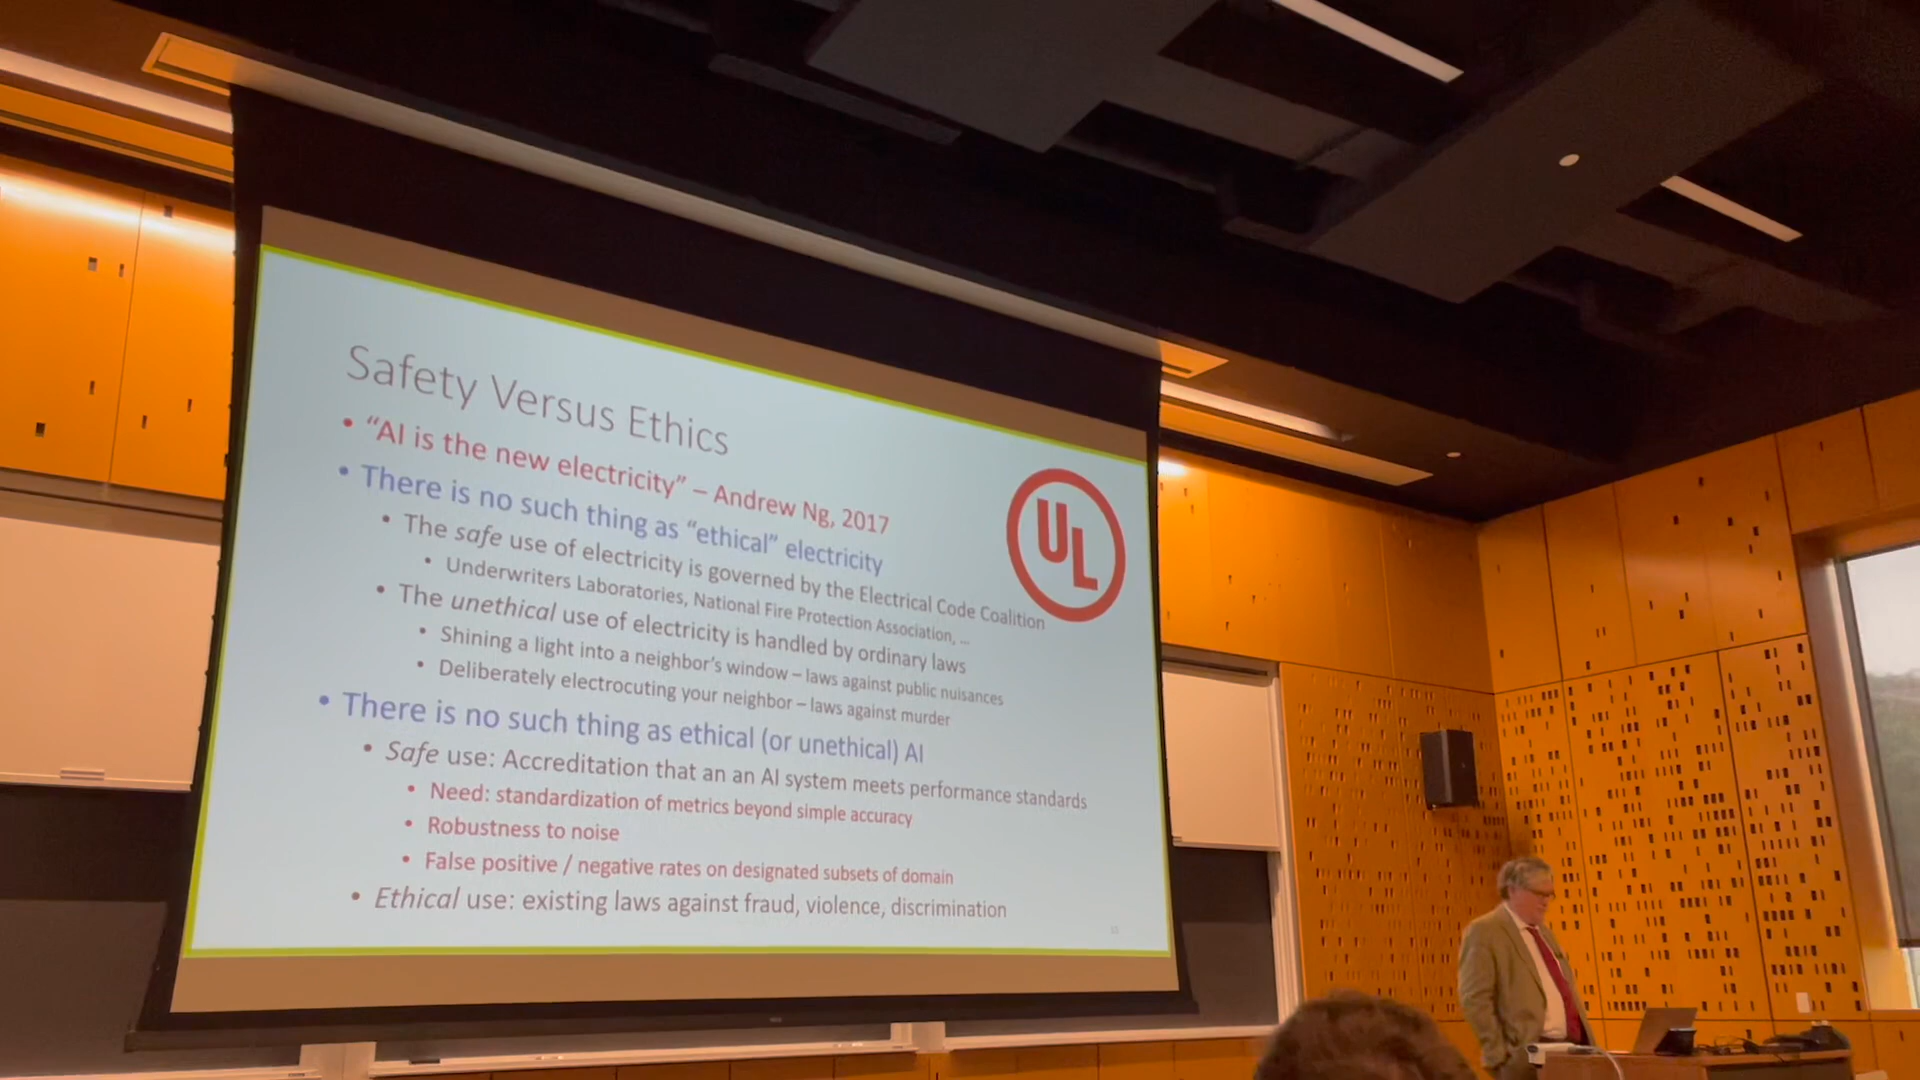 Safety Versus Ethics
• “AI is the new electricity” – Andrew Ng, 2017
• There is no such thing as “ethical” electricity
• The safe use of electricity is governed by the Electrical Code Coalition
• Underwriters Laboratories, National Fire Protection Association, ...
• The unethical use of electricity is handled by ordinary laws
• Shining a light into a neighbor’s window – laws against public nuisances
• Deliberately electrocuting your neighbor – laws against murder
• There is no such thing as ethical (or unethical) AI
• Safe use: Accreditation that an an AI system meets performance standards
• Need: standardization of metrics beyond simple accuracy
• Robustness to noise
• False positive / negative rates on designated subsets of domain
• Ethical use: existing laws against fraud, violence, discrimination
UL